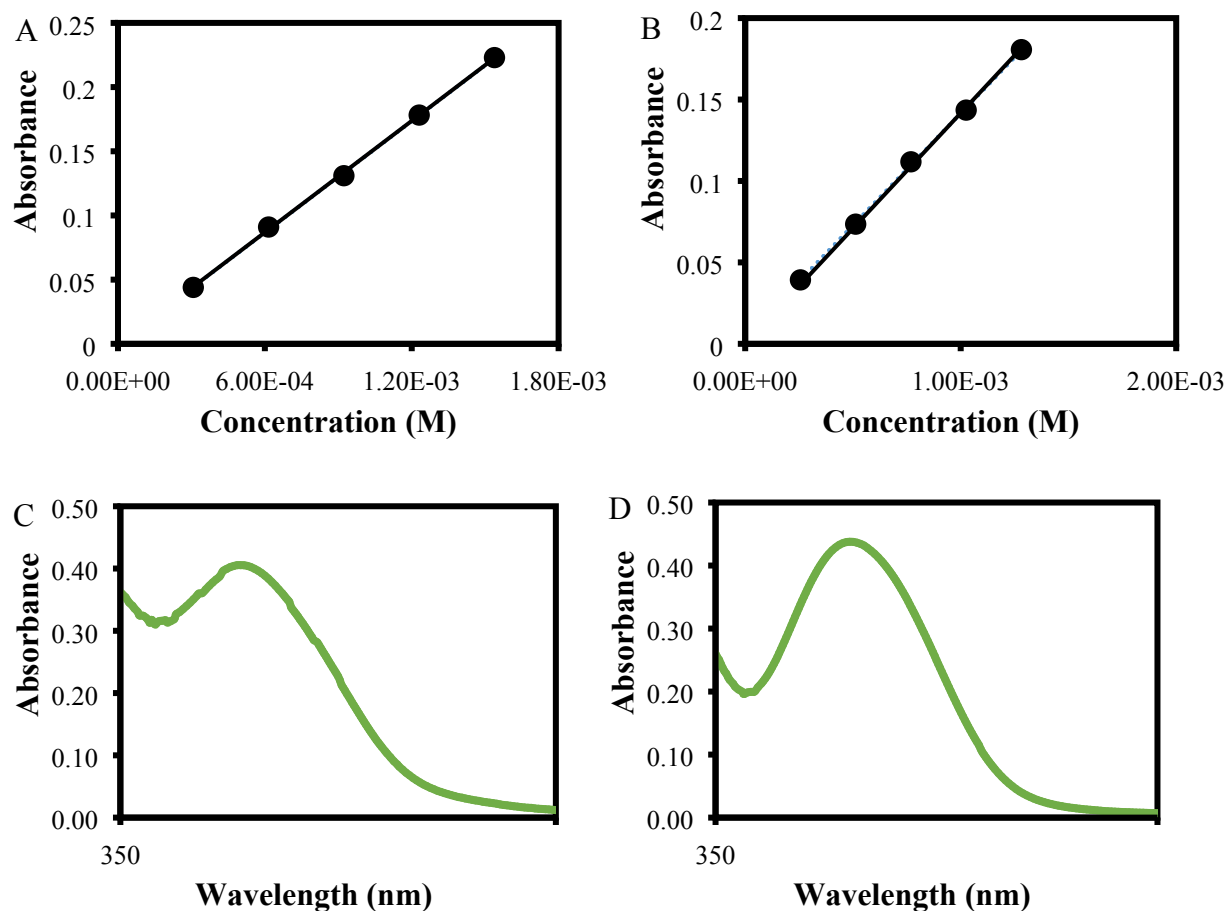 A
Absorbance
0.25
0.2
0.15
0.1
0.05
0
0.00E+00 6.00E-04 1.20E-03 1.80E-03
Concentration (M)
B
Absorbance
0.2
0.15
0.1
0.05
0
0.00E+00 1.00E-03 2.00E-03
Concentration (M)
C
Absorbance
0.50
0.40
0.30
0.20
0.10
0.00
350
Wavelength (nm)
D
Absorbance
0.50
0.40
0.30
0.20
0.10
0.00
350
Wavelength (nm)